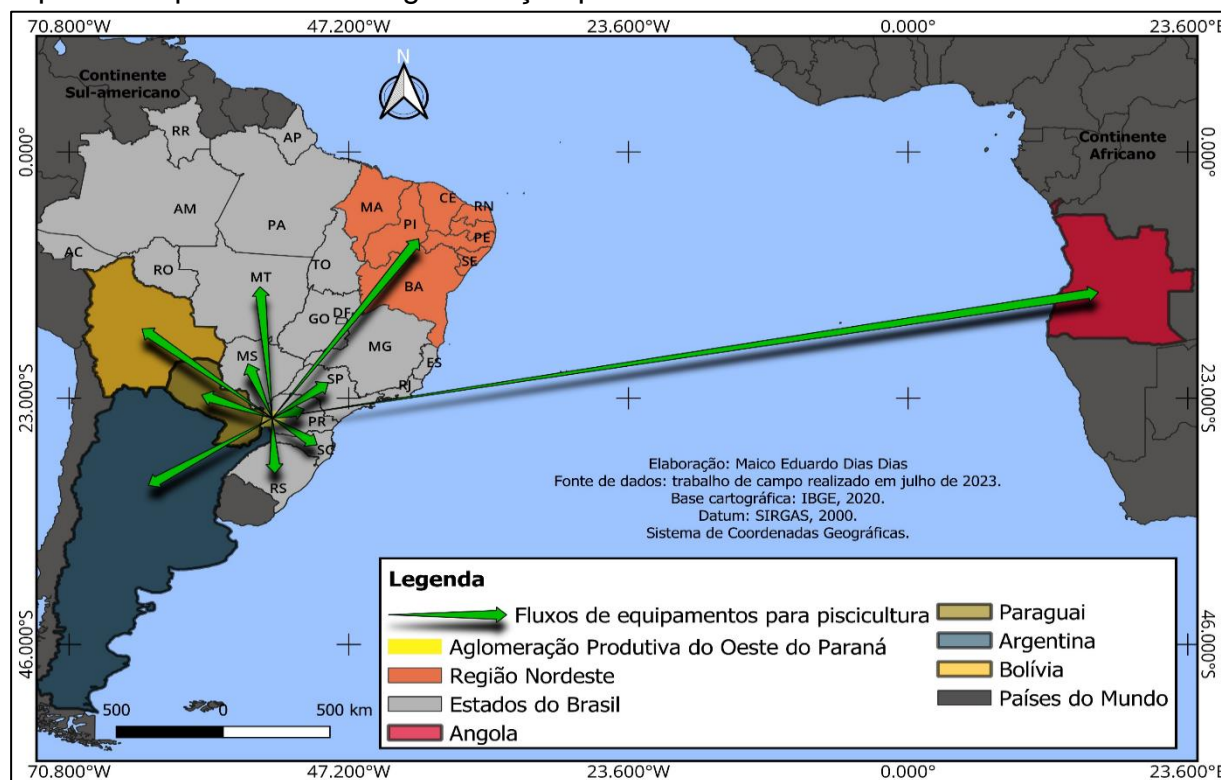 70.800°W 47.200°W 23.600°W 0.000° 23.600°E
Continente
Sul-americano
N
RR
AP
0.000°
0.000°
Continente
Africano
AM
PA
MA
CE
RN
PI
PE
SE
AC
RO
TO
MT
BA
GO
DF
MG
ES
MS
SP
RJ
PR
SC
RS
23.000°S
23.000°S
Elaboração: Maico Eduardo Dias Dias
Fonte de dados: trabalho de campo realizado em julho de 2023.
Base cartográfica: IBGE, 2020.
Datum: SIRGAS, 2000.
Sistema de Coordenadas Geográficas.
Legenda
Fluxos de equipamentos para piscicultura
Aglomeração Produtiva do Oeste do Paraná
Região Nordeste
Estados do Brasil
Angola
Paraguai
Argentina
Bolívia
Países do Mundo
46.000°S
46.000°S
500 0 500 km
70.800°W 47.200°W 23.600°W 0.000° 23.600°E